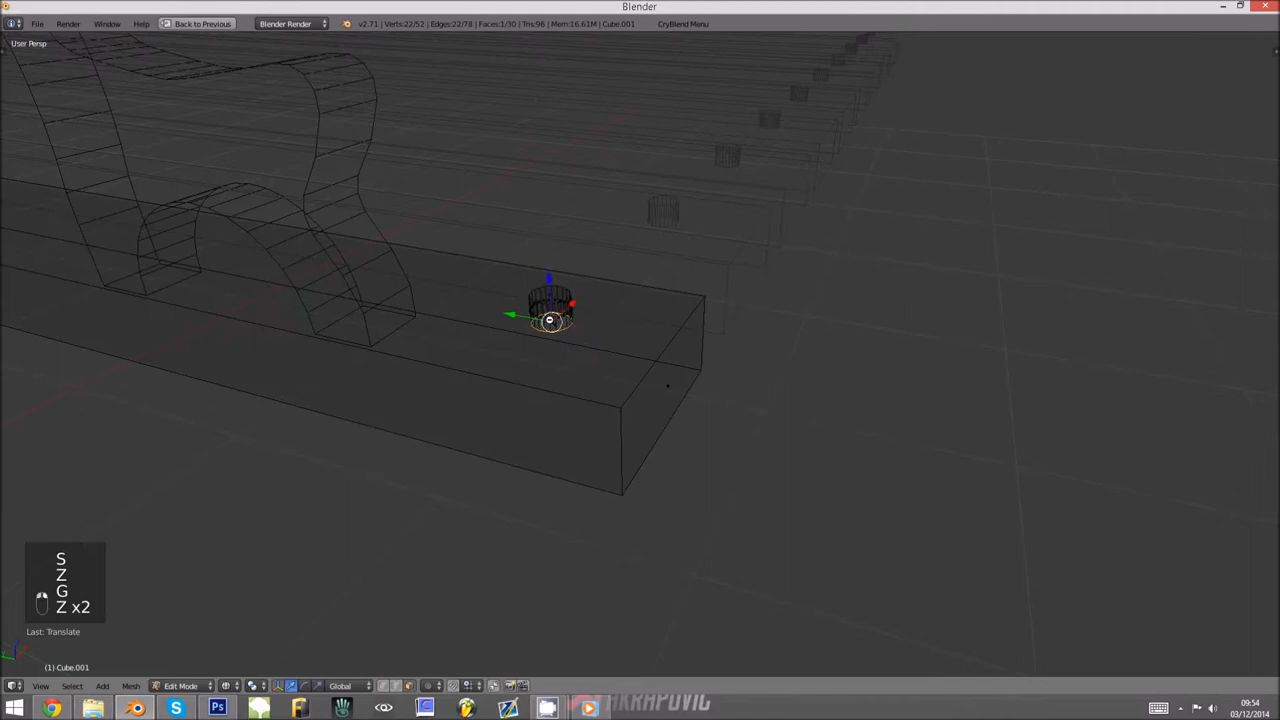 Blender
File Render Window Help Back to Previous Blender Render v2.71 | Verts:22/52 | Edges:22/78 | Faces:1/30 | Tris:96 | Mem:16.61M | Cube.001 CryBlend Menu
User Persp
S
Z
G
Z x2
Last: Translate
(1) Cube.001
View Select Add Mesh Edit Mode Global
AKRAPOVIC
09:54
03/12/2014